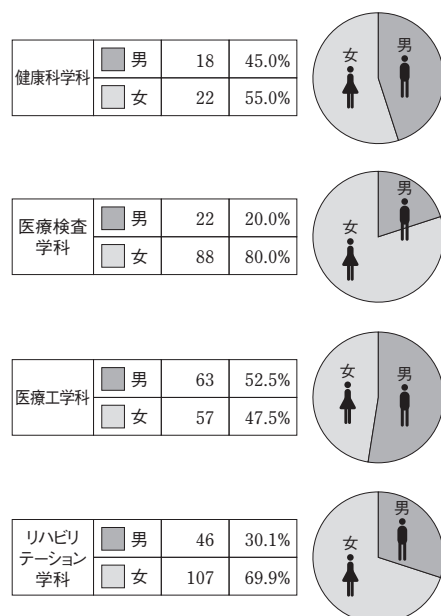 健康科学科
男 18 45.0%
女 22 55.0%
女 男
医療検査
学科
男 22 20.0%
女 88 80.0%
男
女
医療工学科
男 63 52.5%
女 57 47.5%
女 男
リハビリ
テーション
学科
男 46 30.1%
女 107 69.9%
男
女